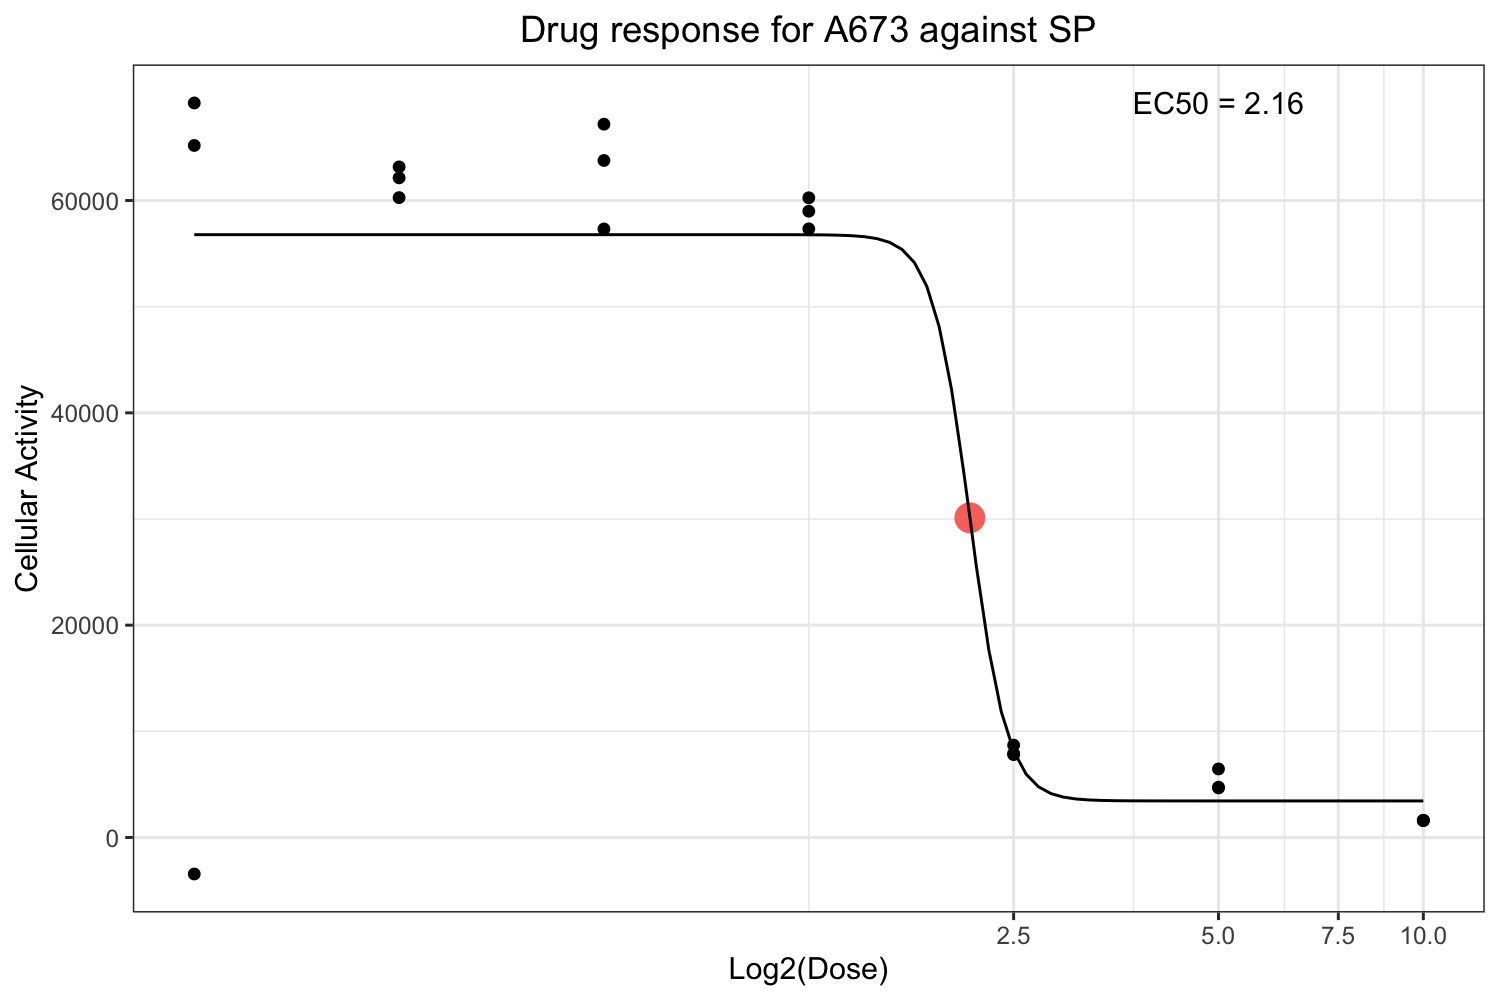 Drug response for A673 against SP
EC50 = 2.16
60000
40000
20000
0
Cellular Activity
2.5 5.0 7.5 10.0
Log2(Dose)